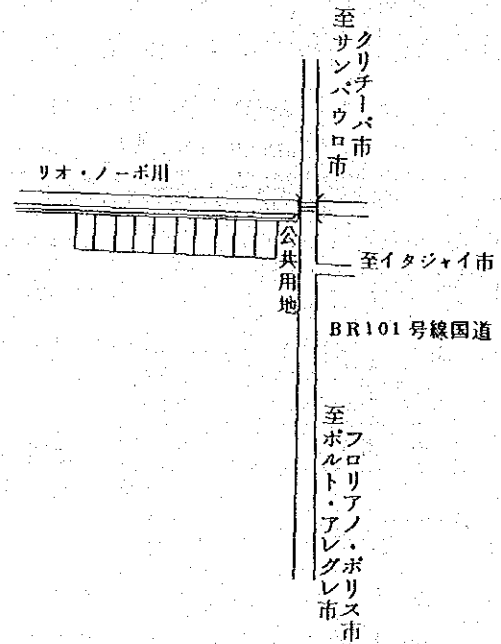 クリチーバ市
至サンパウロ市
リオ・ノーボ川
公共用地
至イタジャイ市
BR101号線国道
フロリアノ・ポリス市
至ポルト・アレグレ市